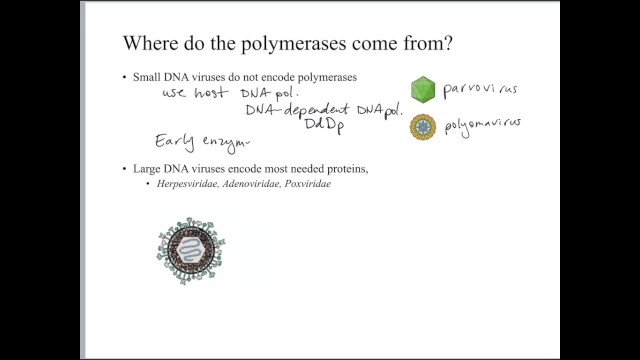 Where do the polymerases come from?
• Small DNA viruses do not encode polymerases
use host DNA pol.
parvovirus
DNA-dependent DNA pol.
DdDp
polyomavirus
Early enzym
• Large DNA viruses encode most needed proteins,
• Herpesviridae, Adenoviridae, Poxviridae